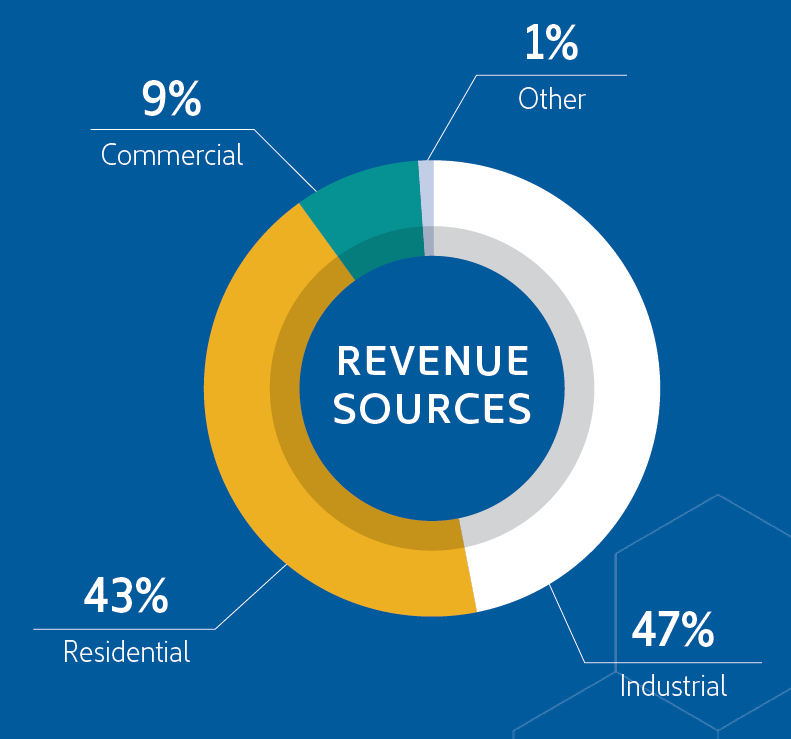 1%
Other
9%
Commercial
REVENUE
SOURCES
43%
Residential
47%
Industrial